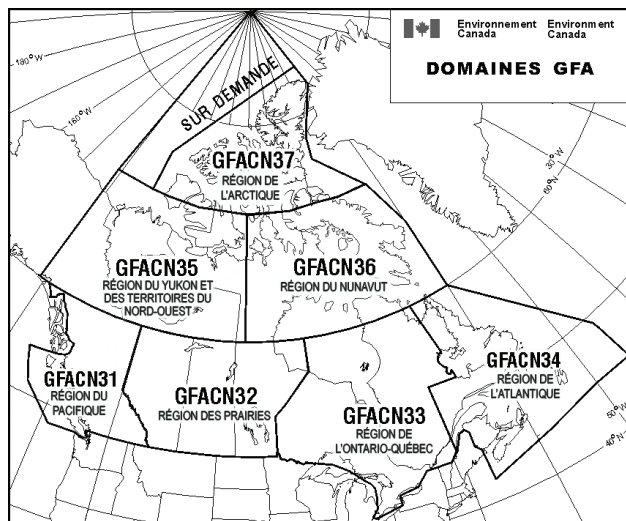 Environnement Environment
Canada Canada
DOMAINES GFA
180°W
160°W
SUR DEMANDE
GFACN37
RÉGION DE
L'ARCTIQUE
30°W
60°N
GFACN35
RÉGION DU YUKON ET
DES TERRITOIRES DU
NORD-OUEST
GFACN36
RÉGION DU NUNAVUT
GFACN31
RÉGION DU
PACIFIQUE
GFACN32
RÉGION DES PRAIRIES
GFACN33
RÉGION DE
L'ONTARIO-QUÉBEC
GFACN34
RÉGION DE
L'ATLANTIQUE
50°W
40°N